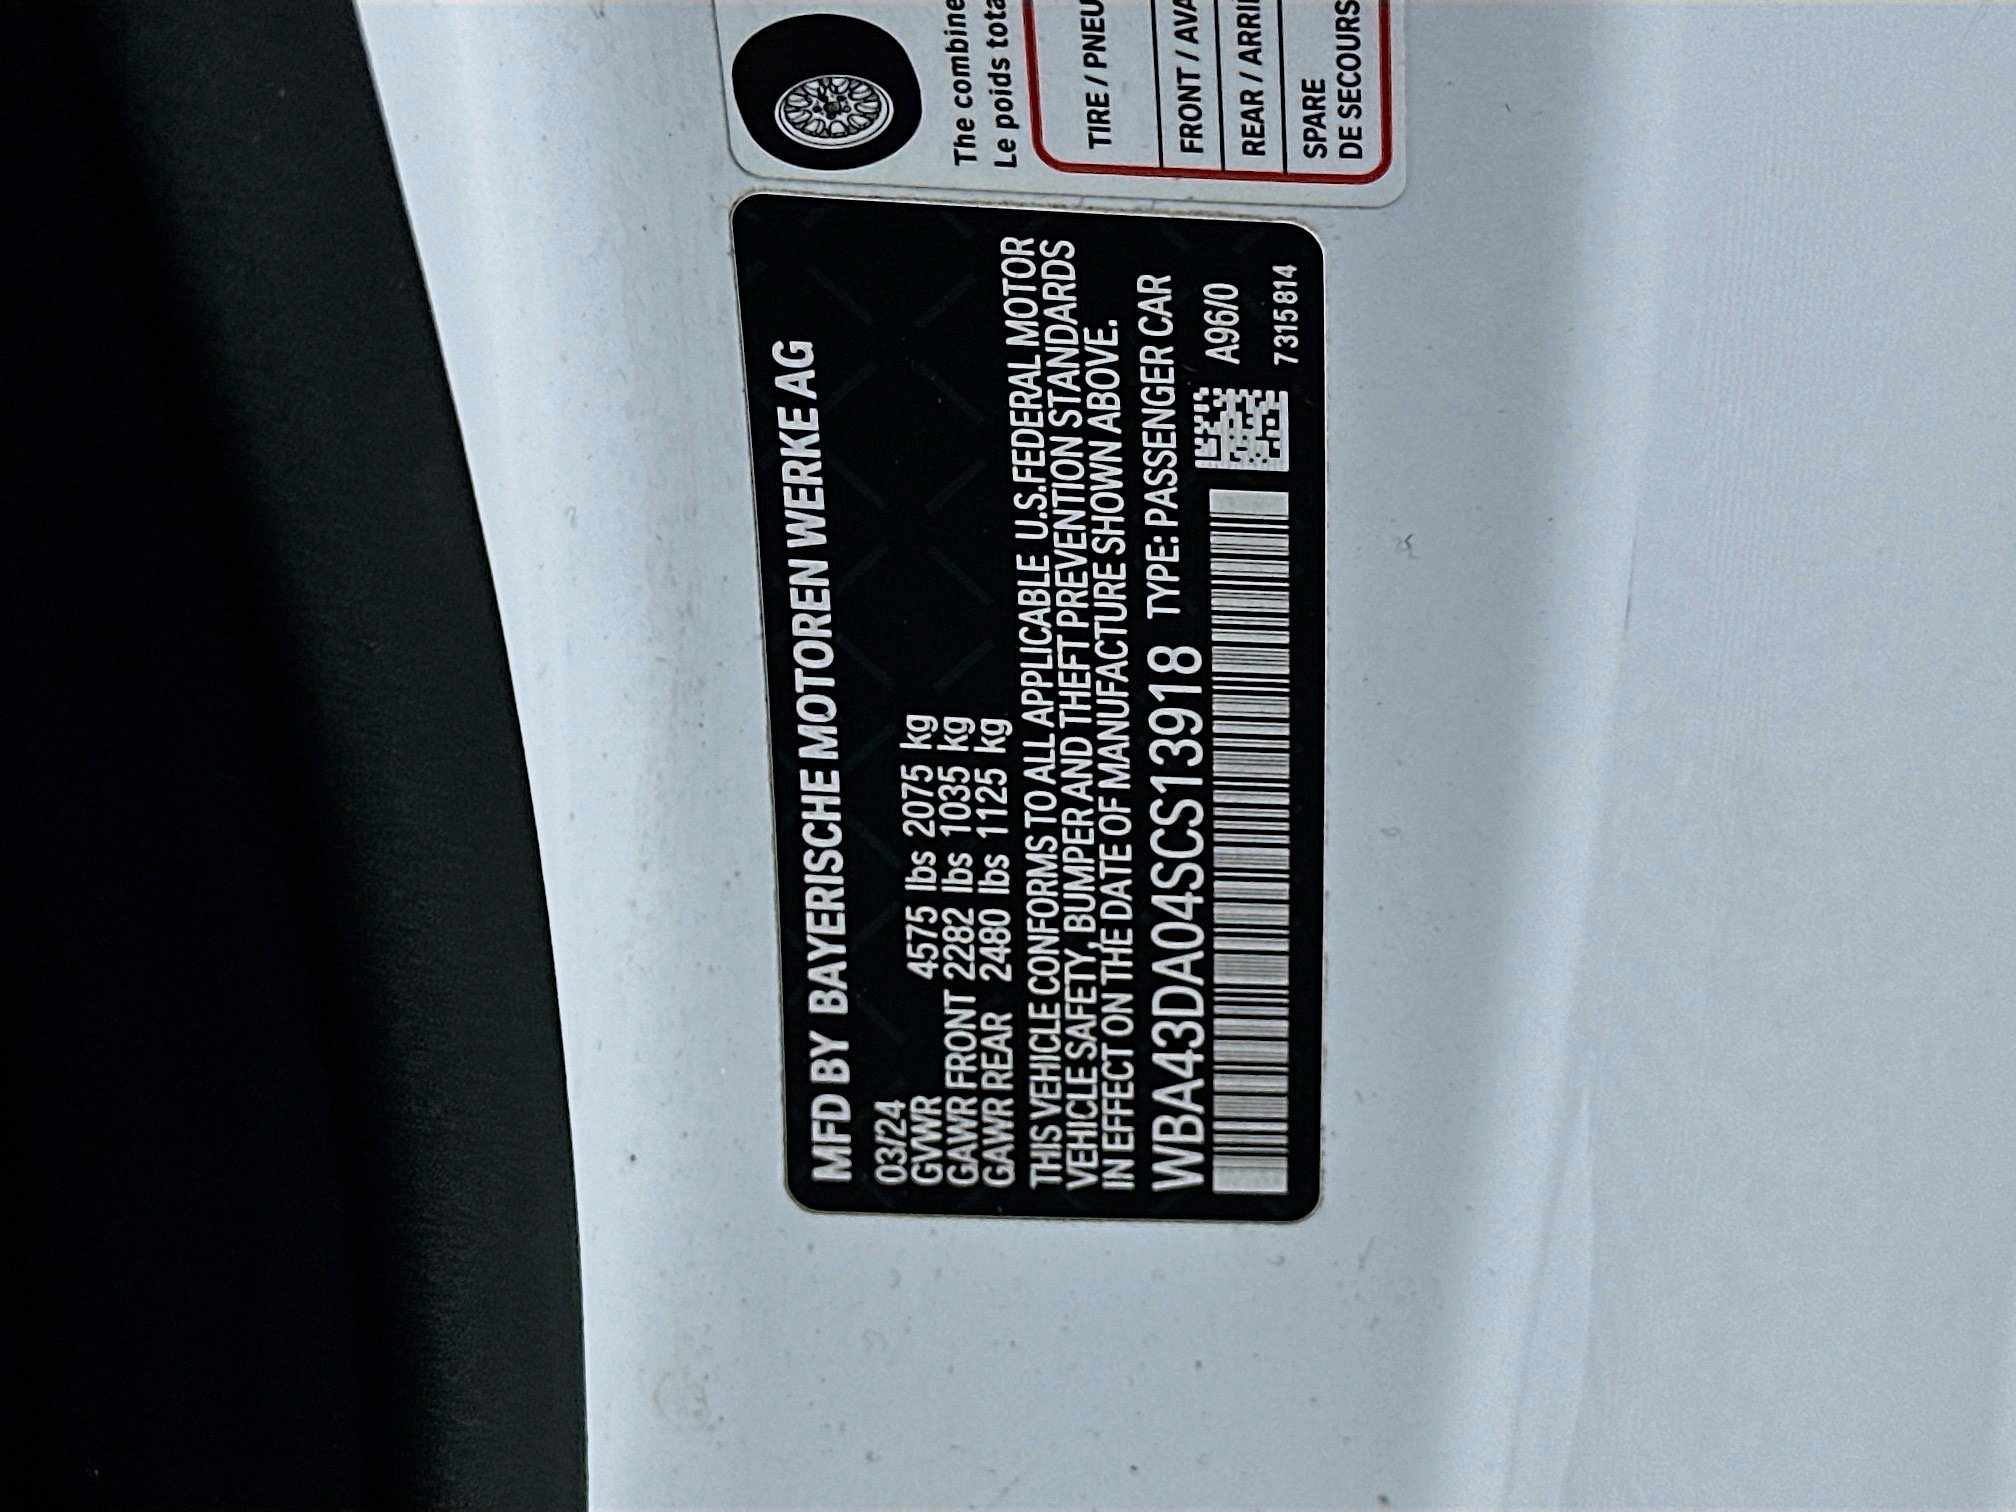 MFD BY BAYERISCHE MOTOREN WERKE AG
03/24
GVWR 4575 lbs 2075 kg
GAWR FRONT 2282 lbs 1035 kg
GAWR REAR 2480 lbs 1125 kg
THIS VEHICLE CONFORMS TO ALL APPLICABLE U.S.FEDERAL MOTOR
VEHICLE SAFETY, BUMPER AND THEFT PREVENTION STANDARDS
IN EFFECT ON THE DATE OF MANUFACTURE SHOWN ABOVE.
WBA43DA04SCS13918 TYPE: PASSENGER CAR
A96/0
7315814
The combine
Le poids tota
TIRE / PNEU
FRONT / AVA
REAR / ARRI
SPARE
DE SECOURS